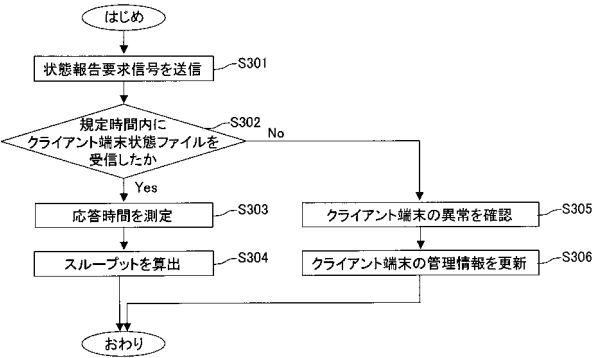 はじめ
状態報告要求信号を送信
S301
規定時間内に
クライアント端末状態ファイルを
受信したか
S302
No
Yes
応答時間を測定
S303
スループットを算出
S304
クライアント端末の異常を確認
S305
クライアント端末の管理情報を更新
S306
おわり